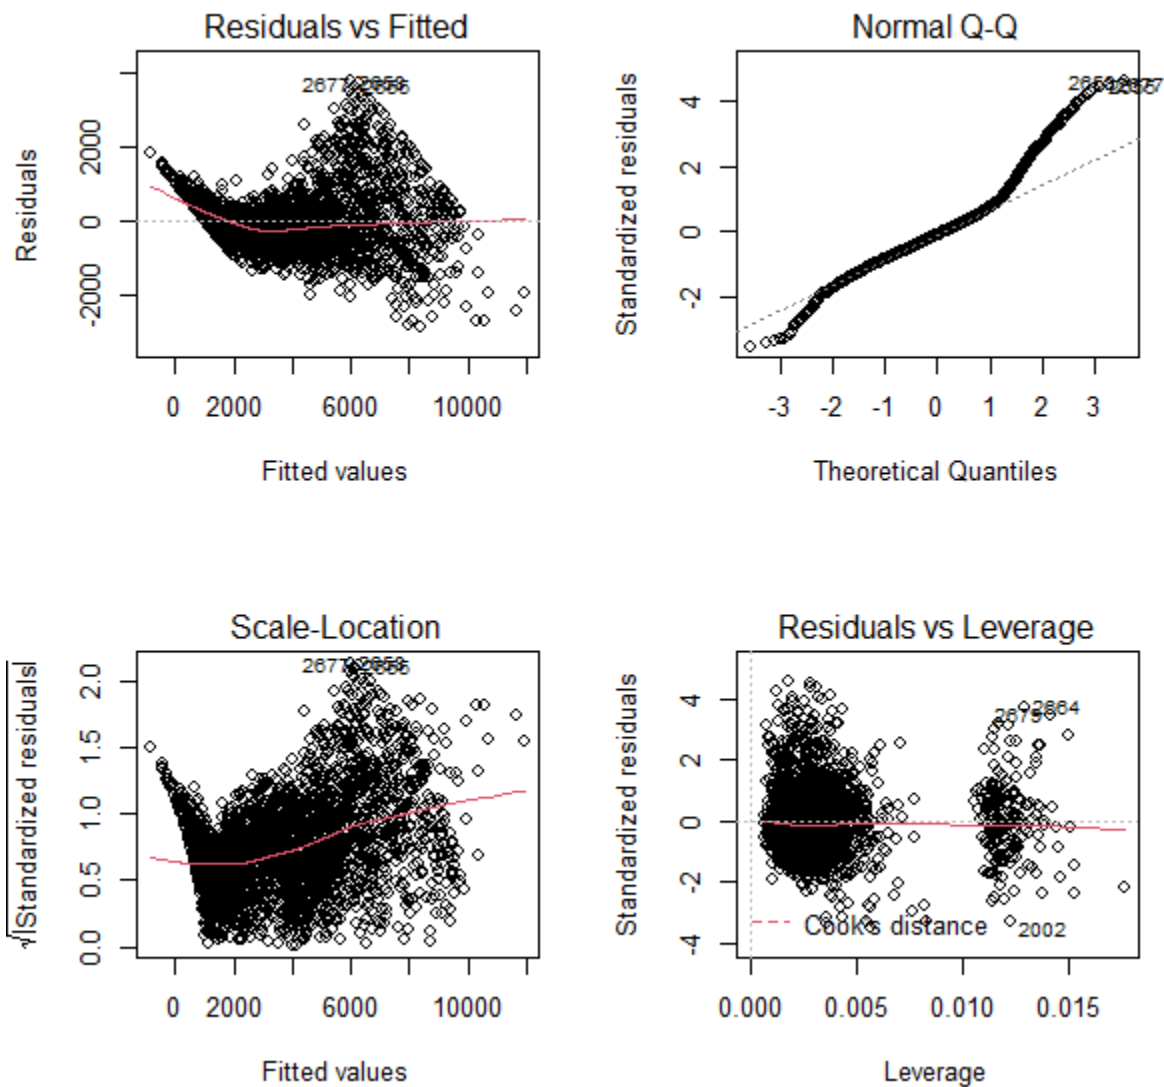 Residuals vs Fitted
Residuals
2000
0
-2000
2677
0 2000 6000 10000
Fitted values
Normal Q-Q
Standardized residuals
4
2
0
-2
-3 -2 -1 0 1 2 3
Theoretical Quantiles
Scale-Location
√|Standardized residuals|
2.0
1.5
1.0
0.5
0.0
2677
0 2000 6000 10000
Fitted values
Residuals vs Leverage
Standardized residuals
4
2
0
-2
-4
Cook's distance
2002
0.000 0.005 0.010 0.015
Leverage